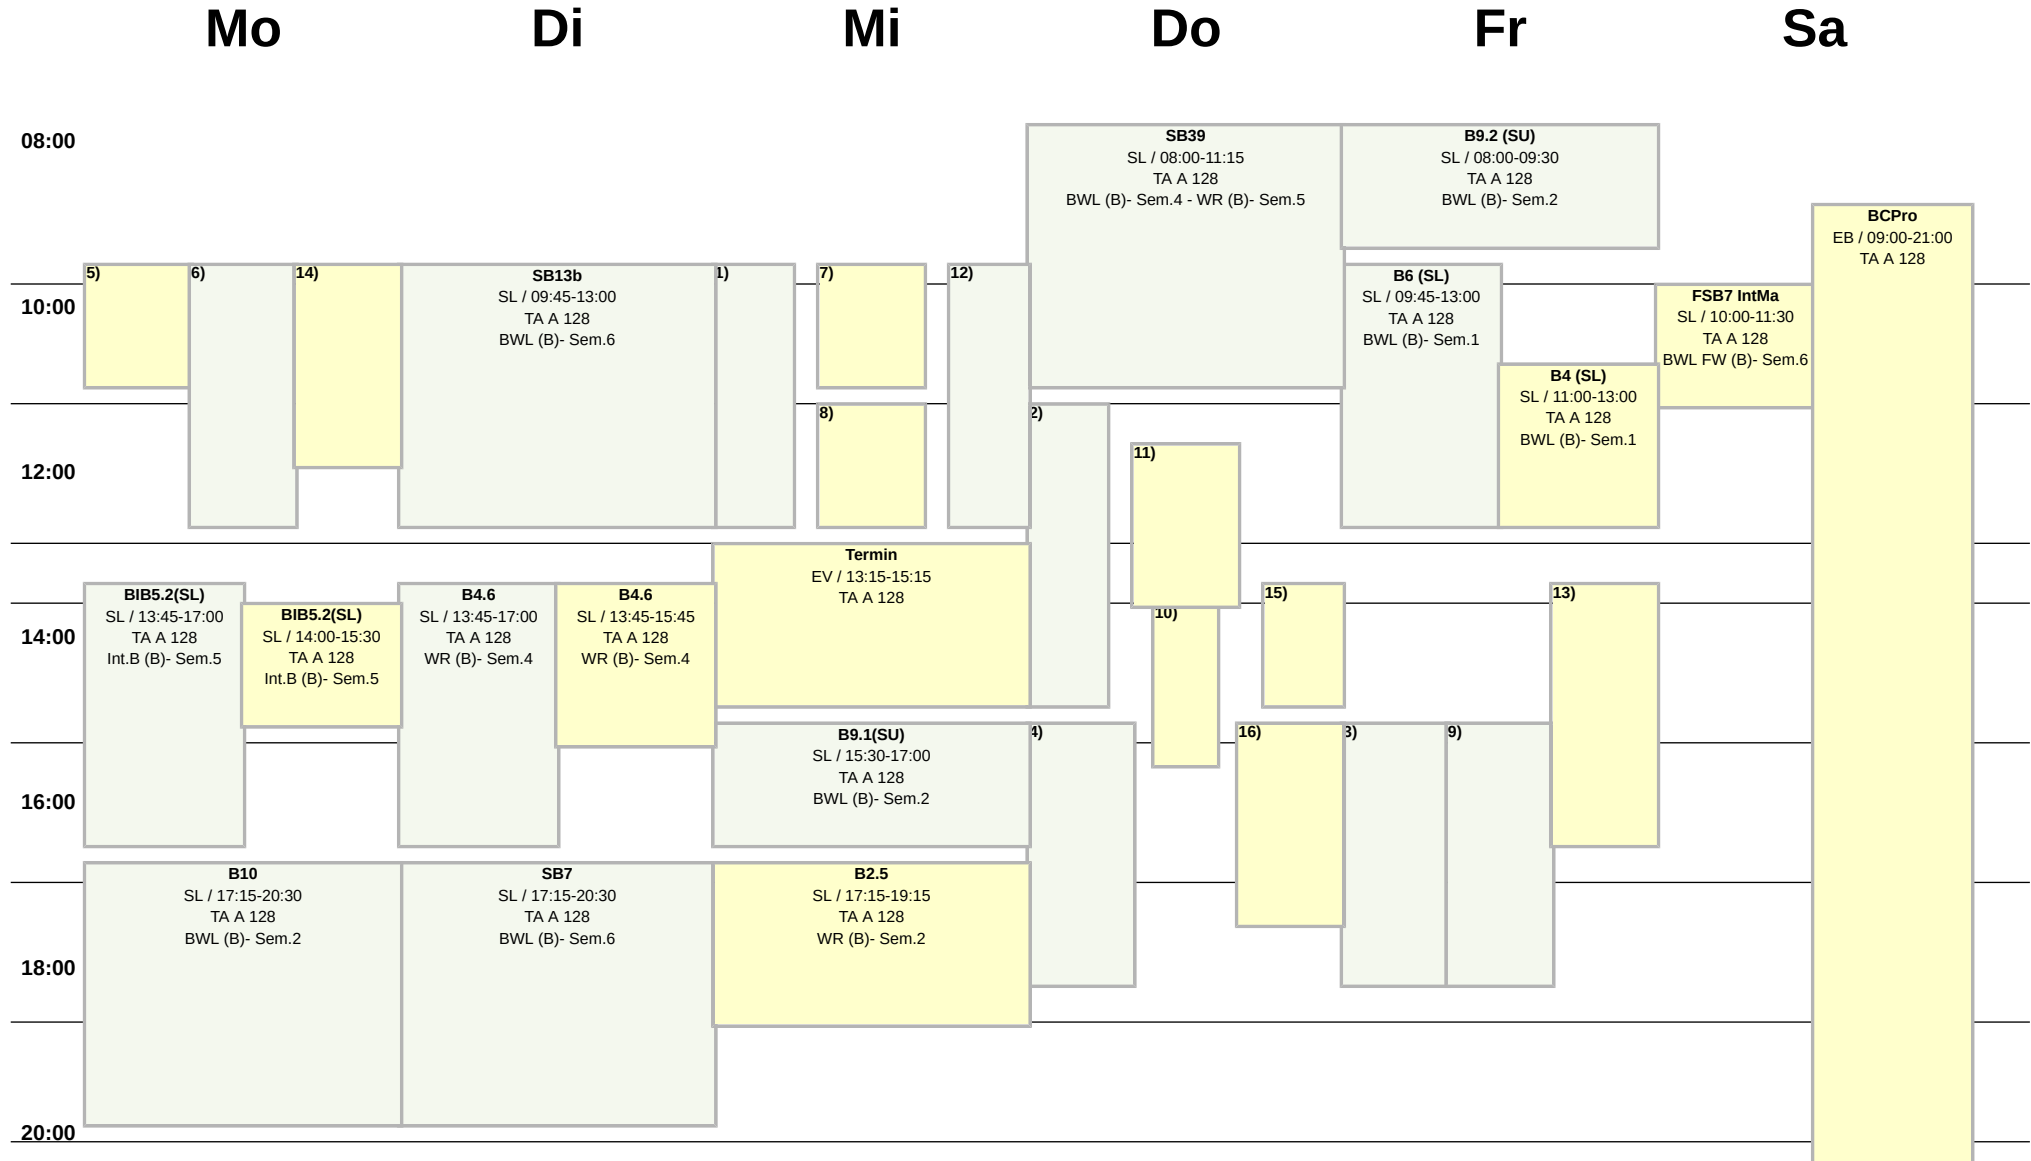 Mo
Di
Mi
Do
Fr
Sa
08:00
10:00
12:00
14:00
16:00
18:00
20:00
5)
6)
14)
BIB5.2(SL)
SL / 13:45-17:00
TA A 128
Int.B (B)- Sem.5
BIB5.2(SL)
SL / 14:00-15:30
TA A 128
Int.B (B)- Sem.5
B10
SL / 17:15-20:30
TA A 128
BWL (B)- Sem.2
SB13b
SL / 09:45-13:00
TA A 128
BWL (B)- Sem.6
B4.6
SL / 13:45-17:00
TA A 128
WR (B)- Sem.4
B4.6
SL / 13:45-15:45
TA A 128
WR (B)- Sem.4
SB7
SL / 17:15-20:30
TA A 128
BWL (B)- Sem.6
1)
7)
12)
8)
Termin
EV / 13:15-15:15
TA A 128
B9.1(SU)
SL / 15:30-17:00
TA A 128
BWL (B)- Sem.2
B2.5
SL / 17:15-19:15
TA A 128
WR (B)- Sem.2
SB39
SL / 08:00-11:15
TA A 128
BWL (B)- Sem.4 - WR (B)- Sem.5
2)
11)
10)
15)
4)
16)
B9.2 (SU)
SL / 08:00-09:30
TA A 128
BWL (B)- Sem.2
B6 (SL)
SL / 09:45-13:00
TA A 128
BWL (B)- Sem.1
B4 (SL)
SL / 11:00-13:00
TA A 128
BWL (B)- Sem.1
13)
3)
9)
FSB7 IntMa
SL / 10:00-11:30
TA A 128
BWL FW (B)- Sem.6
BCPro
EB / 09:00-21:00
TA A 128